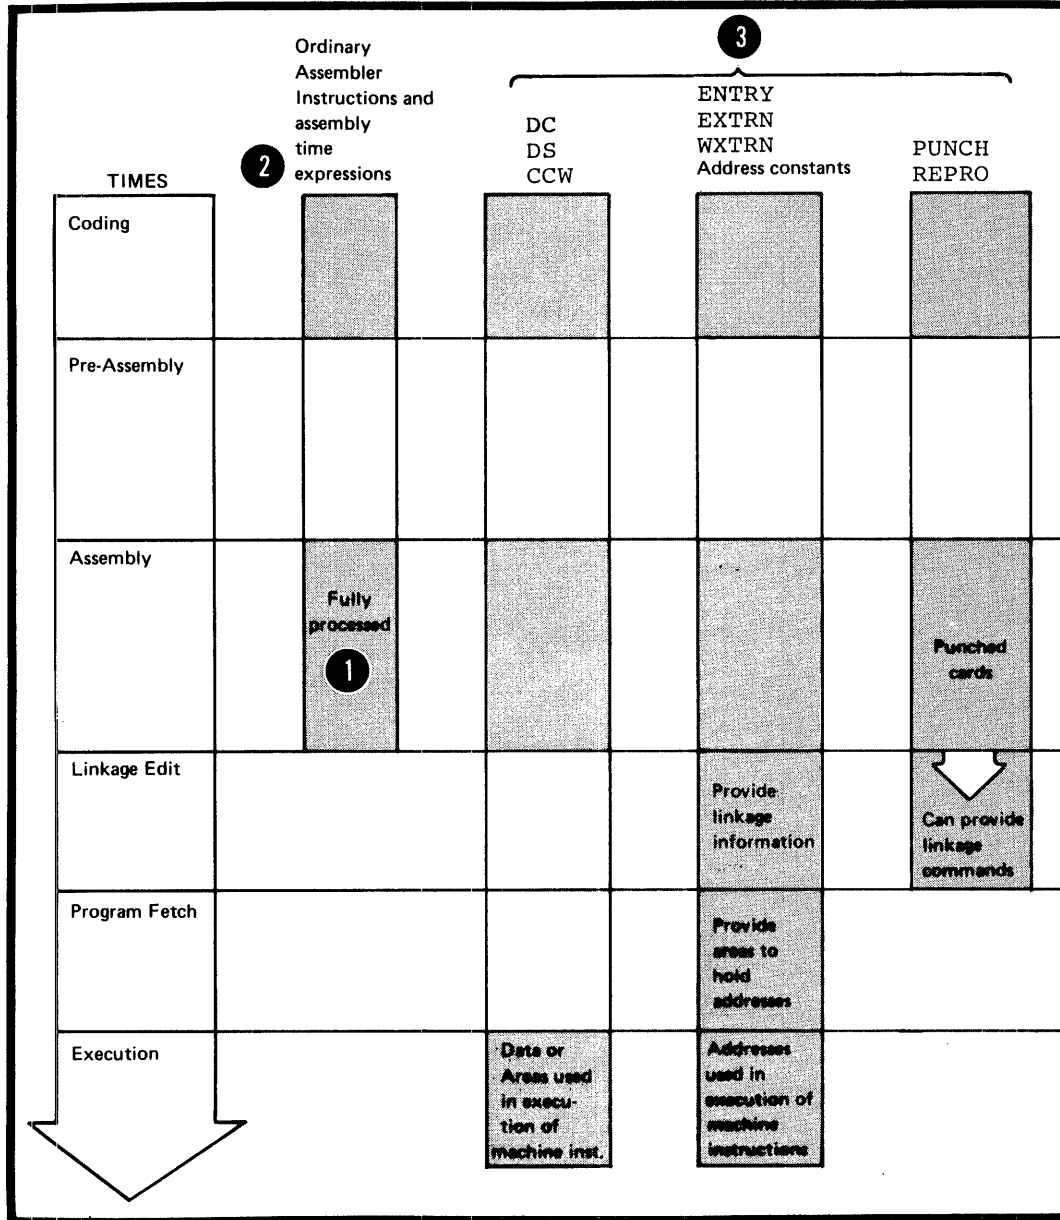 3
Ordinary
Assembler
Instructions and
assembly
time
expressions
2
DC
DS
CCW
ENTRY
EXTRN
WXTRN
Address constants
PUNCH
REPRO
TIMES
Coding
Pre-Assembly
Assembly
Fully
processed
1
Punched
cards
Linkage Edit
Provide
linkage
information
Can provide
linkage
commands
Program Fetch
Provide
areas to
hold
addresses
Execution
Data or
Areas used
in execu-
tion of
machine inst.
Addresses
used in
execution of
machine
instructions